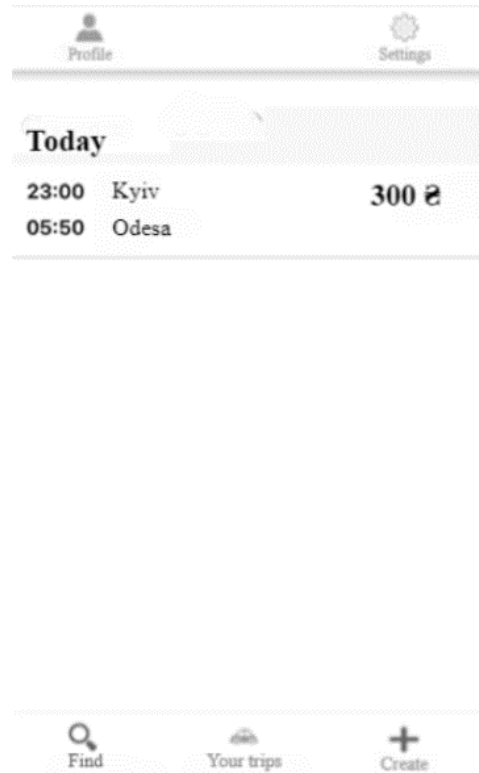 Profile Settings
Today
23:00 Kyiv 300 ₴
05:50 Odesa
Find Your trips Create